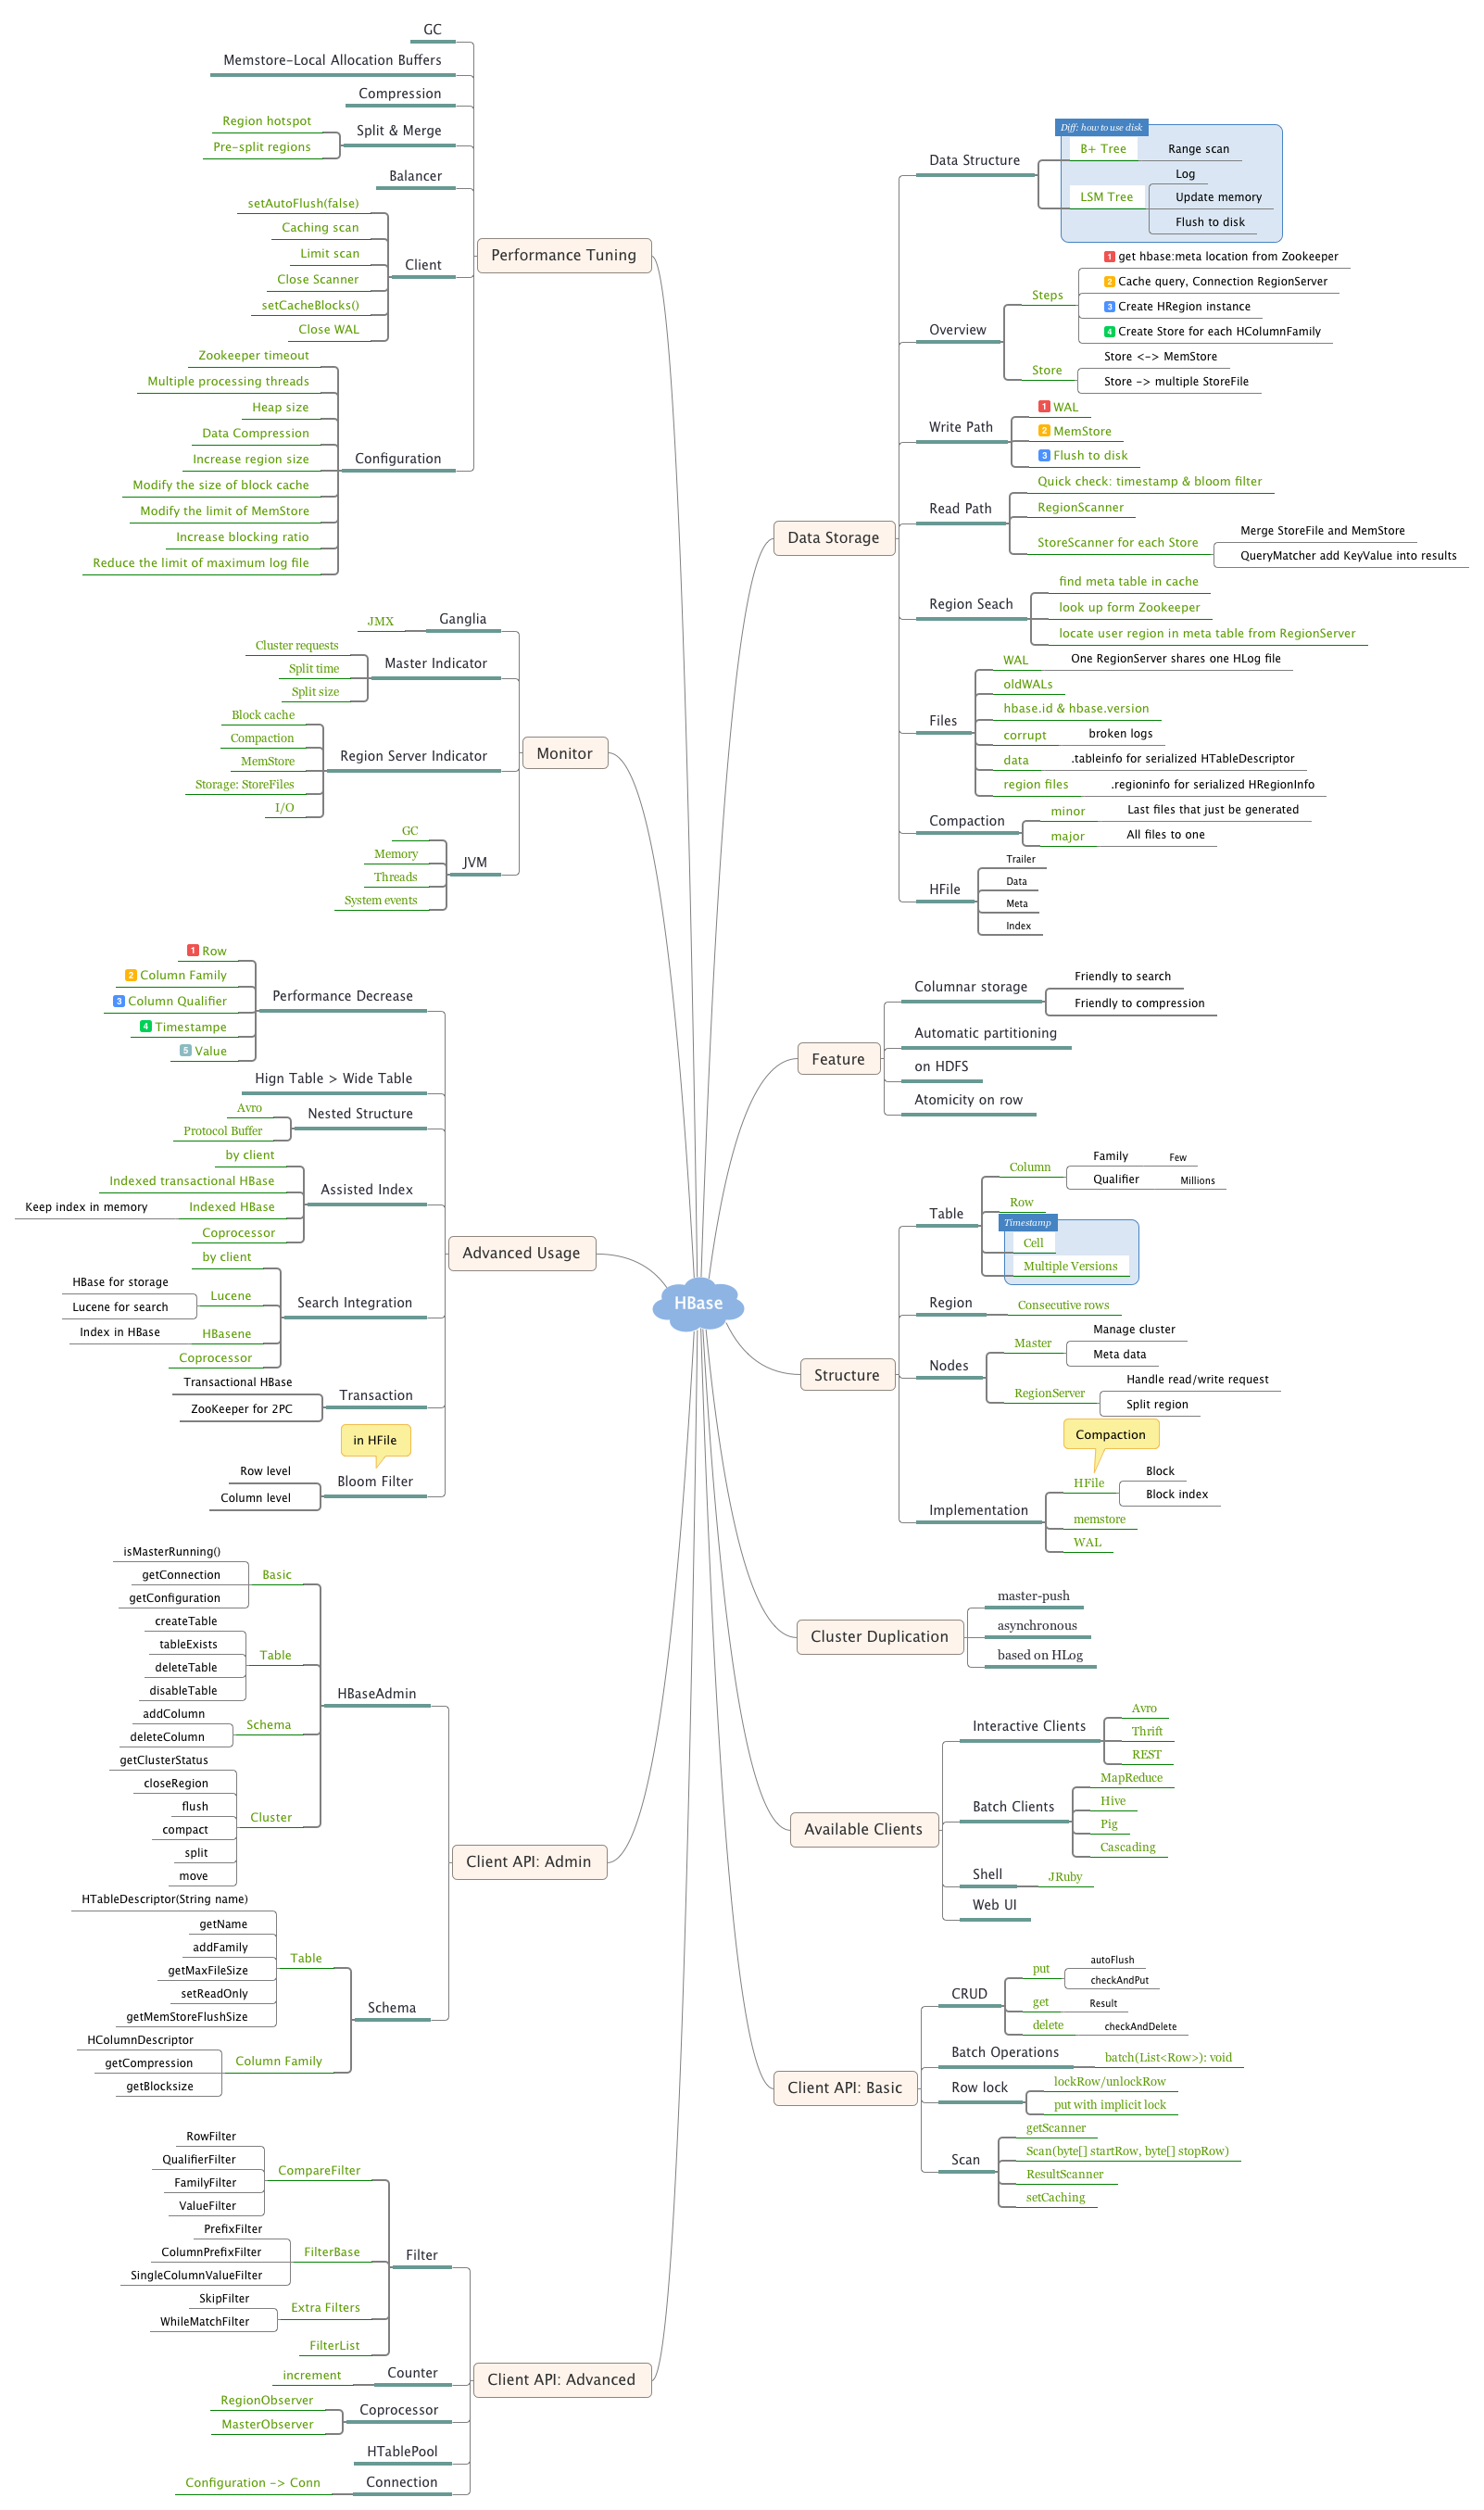 HBase
Performance Tuning
GC
Memstore-Local Allocation Buffers
Compression
Split & Merge
Region hotspot
Pre-split regions
Balancer
Client
setAutoFlush(false)
Caching scan
Limit scan
Close Scanner
setCacheBlocks()
Close WAL
Configuration
Zookeeper timeout
Multiple processing threads
Heap size
Data Compression
Increase region size
Modify the size of block cache
Modify the limit of MemStore
Increase blocking ratio
Reduce the limit of maximum log file
Monitor
Ganglia
JMX
Master Indicator
Cluster requests
Split time
Split size
Region Server Indicator
Block cache
Compaction
MemStore
Storage: StoreFiles
I/O
JVM
GC
Memory
Threads
System events
Advanced Usage
Performance Decrease
1 Row
2 Column Family
3 Column Qualifier
4 Timestampe
5 Value
Hign Table > Wide Table
Nested Structure
Avro
Protocol Buffer
Assisted Index
by client
Indexed transactional HBase
Indexed HBase
Keep index in memory
Coprocessor
Search Integration
by client
Lucene
HBase for storage
Lucene for search
HBasene
Index in HBase
Coprocessor
Transaction
Transactional HBase
ZooKeeper for 2PC
in HFile
Bloom Filter
Row level
Column level
Client API: Admin
HBaseAdmin
Basic
isMasterRunning()
getConnection
getConfiguration
Table
createTable
tableExists
deleteTable
disableTable
Schema
addColumn
deleteColumn
Cluster
getClusterStatus
closeRegion
flush
compact
split
move
Schema
Table
HTableDescriptor(String name)
getName
addFamily
getMaxFileSize
setReadOnly
getMemStoreFlushSize
Column Family
HColumnDescriptor
getCompression
getBlocksize
Client API: Advanced
Filter
CompareFilter
RowFilter
QualifierFilter
FamilyFilter
ValueFilter
FilterBase
PrefixFilter
ColumnPrefixFilter
SingleColumnValueFilter
Extra Filters
SkipFilter
WhileMatchFilter
FilterList
Counter
increment
Coprocessor
RegionObserver
MasterObserver
HTablePool
Connection
Configuration -> Conn
Data Storage
Data Structure
Diff: how to use disk
B+ Tree
Range scan
LSM Tree
Log
Update memory
Flush to disk
Overview
Steps
1 get hbase:meta location from Zookeeper
2 Cache query, Connection RegionServer
3 Create HRegion instance
4 Create Store for each HColumnFamily
Store
Store <-> MemStore
Store -> multiple StoreFile
Write Path
1 WAL
2 MemStore
3 Flush to disk
Read Path
Quick check: timestamp & bloom filter
RegionScanner
StoreScanner for each Store
Merge StoreFile and MemStore
QueryMatcher add KeyValue into results
Region Seach
find meta table in cache
look up form Zookeeper
locate user region in meta table from RegionServer
Files
WAL
One RegionServer shares one HLog file
oldWALs
hbase.id & hbase.version
corrupt
broken logs
data
.tableinfo for serialized HTableDescriptor
region files
.regioninfo for serialized HRegionInfo
Compaction
minor
Last files that just be generated
major
All files to one
HFile
Trailer
Data
Meta
Index
Feature
Columnar storage
Friendly to search
Friendly to compression
Automatic partitioning
on HDFS
Atomicity on row
Structure
Table
Column
Family
Few
Qualifier
Millions
Row
Timestamp
Cell
Multiple Versions
Region
Consecutive rows
Nodes
Master
Manage cluster
Meta data
RegionServer
Handle read/write request
Split region
Compaction
Implementation
HFile
Block
Block index
memstore
WAL
Cluster Duplication
master-push
asynchronous
based on HLog
Available Clients
Interactive Clients
Avro
Thrift
REST
Batch Clients
MapReduce
Hive
Pig
Cascading
Shell
JRuby
Web UI
Client API: Basic
CRUD
put
autoFlush
checkAndPut
get
Result
delete
checkAndDelete
Batch Operations
batch(List<Row>): void
Row lock
lockRow/unlockRow
put with implicit lock
Scan
getScanner
Scan(byte[] startRow, byte[] stopRow)
ResultScanner
setCaching